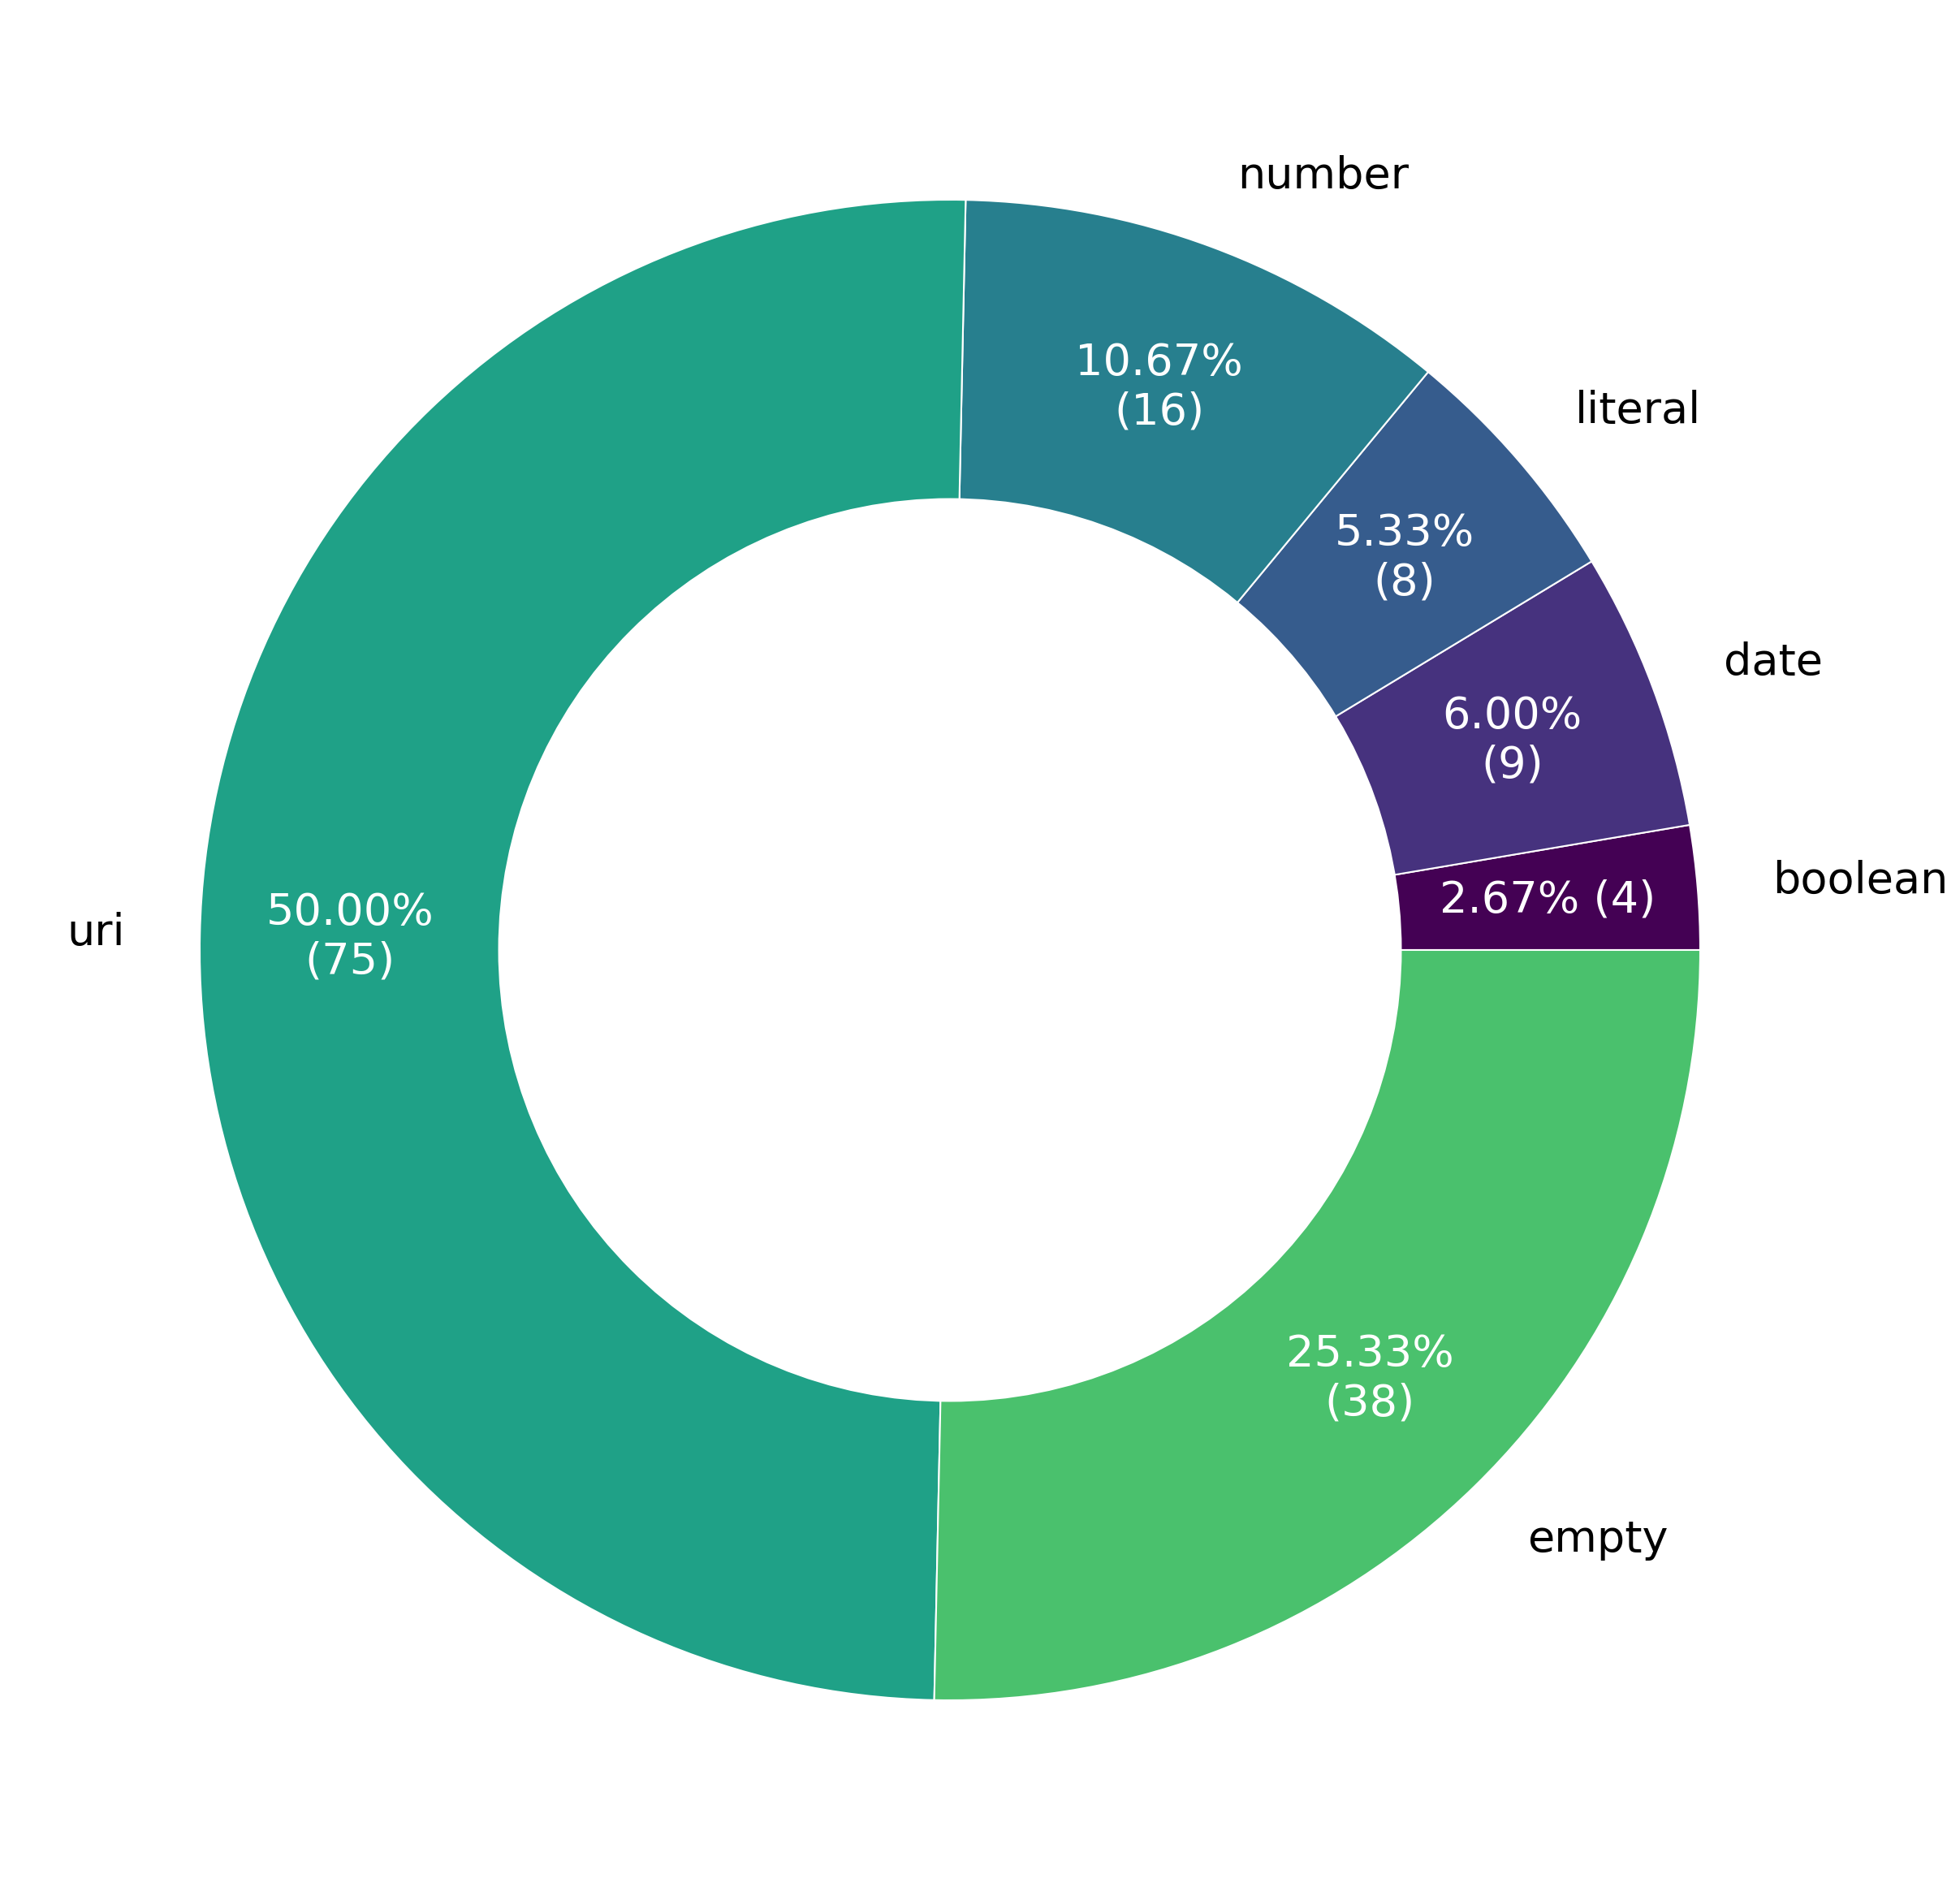 number
10.67%
(16)
literal
5.33%
(8)
date
6.00%
(9)
boolean
2.67% (4)
uri
50.00%
(75)
25.33%
(38)
empty